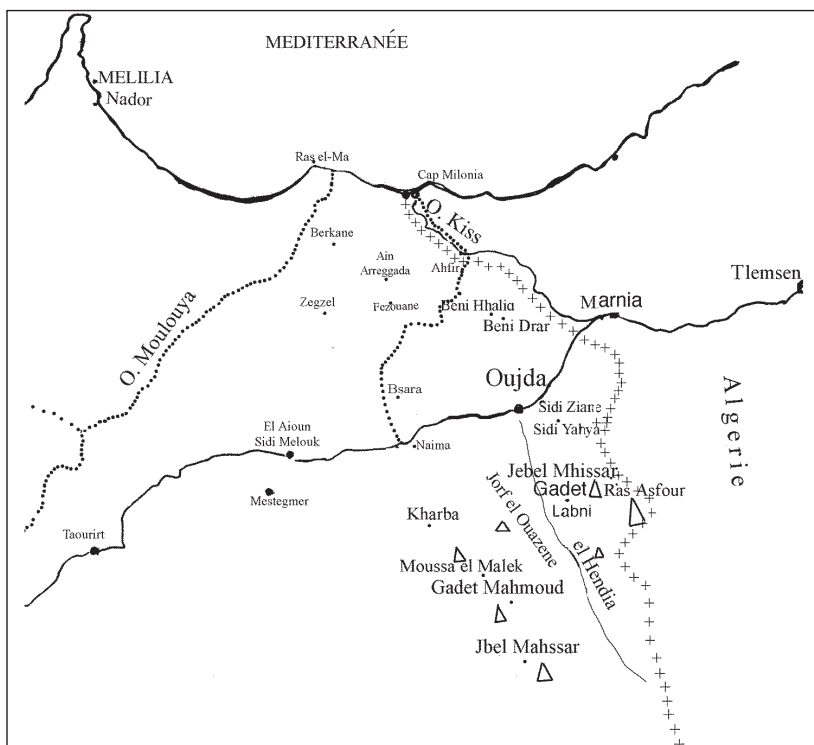 MEDITERRANÉE
MELILIA
Nador
Ras el-Ma
Cap Milonia
O. Kiss
Berkane
Ain
Arreggada
Ahfir
Tlemsen
Zegzel
Fezouane
Beni Hhaliq
Marnia
Beni Drar
O. Moulouya
Oujda
Algerie
Bsara
Sidi Ziane
El Aioun
Sidi Melouk
Naima
Sidi Yahya
Jebel Mhissar
Mestegmer
Gadet
Ras Asfour
Labni
Kharba
Jorf el Ouazene
Taourirt
el Hendia
Moussa el Malek
Gadet Mahmoud
Jbel Mahssar